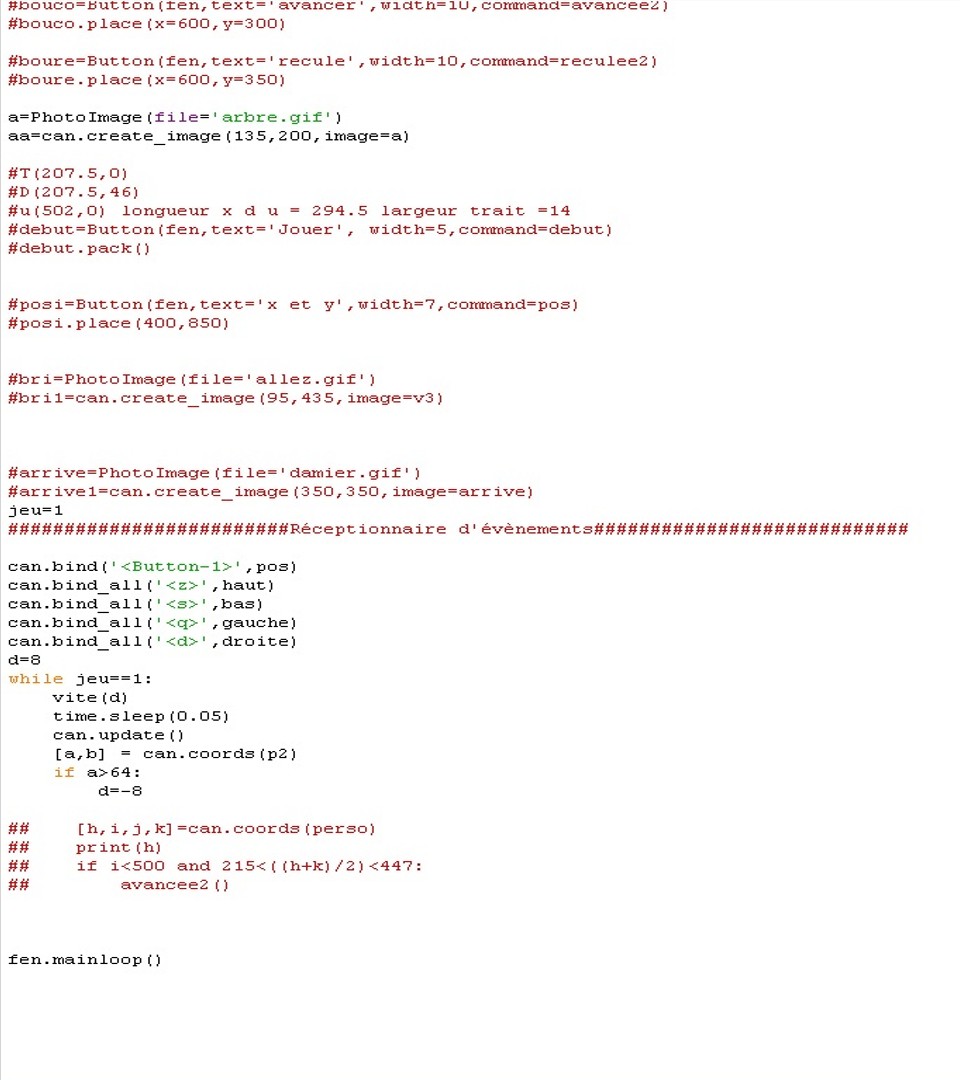 #bouco=Button(fen,text='avancer',width=10,command=avancee2)
#bouco.place(x=600,y=300)
#boure=Button(fen,text='recule',width=10,command=reculee2)
#boure.place(x=600,y=350)
a=PhotoImage(file='arbre.gif')
aa=can.create_image(135,200,image=a)
#T(207.5,0)
#D(207.5,46)
#u(502,0) longueur x d u = 294.5 largeur trait =14
#debut=Button(fen,text='Jouer', width=5,command=debut)
#debut.pack()
#posi=Button(fen,text='x et y',width=7,command=pos)
#posi.place(400,850)
#bri=PhotoImage(file='allez.gif')
#bri1=can.create_image(95,435,image=v3)
#arrive=PhotoImage(file='damier.gif')
#arrive1=can.create_image(350,350,image=arrive)
jeu=1
#########################Réceptionnaire d'évènements############################
can.bind('<Button-1>',pos)
can.bind_all('<z>',haut)
can.bind_all('<s>',bas)
can.bind_all('<q>',gauche)
can.bind_all('<d>',droite)
d=8
while jeu==1:
    vite(d)
    time.sleep(0.05)
    can.update()
    [a,b] = can.coords(p2)
    if a>64:
        d=-8
##    [h,i,j,k]=can.coords(perso)
##    print(h)
##    if i<500 and 215<((h+k)/2)<447:
##        avancee2()
fen.mainloop()